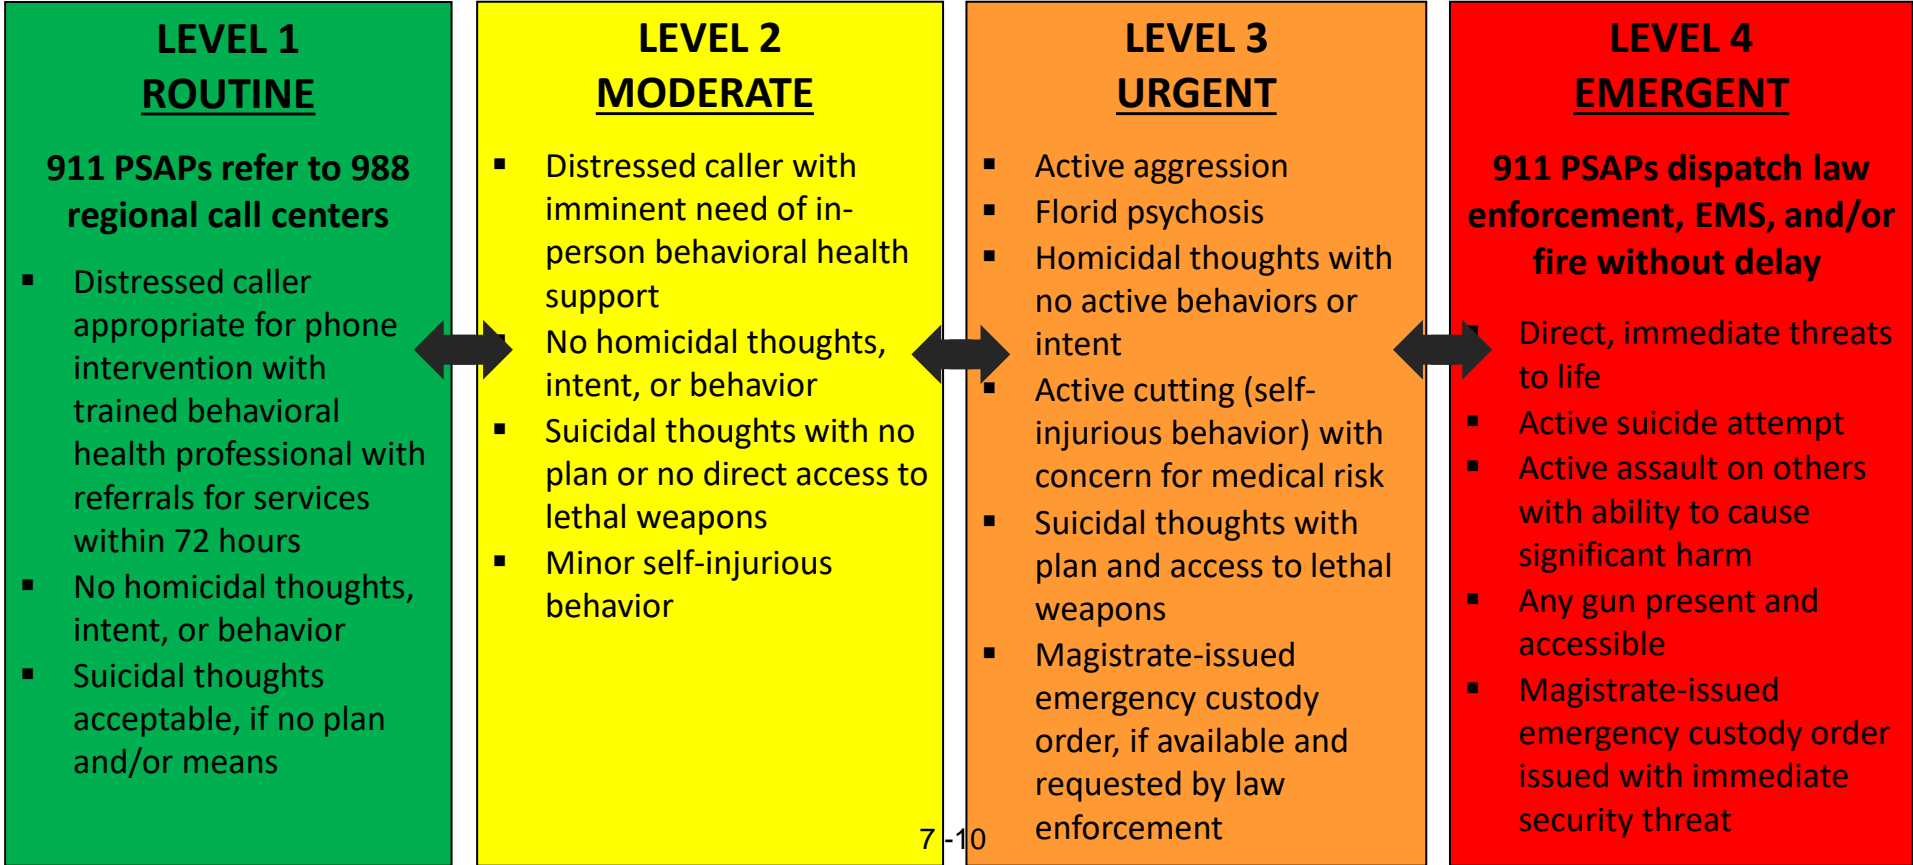 LEVEL 1
ROUTINE
911 PSAPs refer to 988
regional call centers
▪ Distressed caller
appropriate for phone
intervention with
trained behavioral
health professional with
referrals for services
within 72 hours
▪ No homicidal thoughts,
intent, or behavior
▪ Suicidal thoughts
acceptable, if no plan
and/or means
LEVEL 2
MODERATE
▪ Distressed caller with
imminent need of in-
person behavioral health
support
▪ No homicidal thoughts,
intent, or behavior
▪ Suicidal thoughts with no
plan or no direct access to
lethal weapons
▪ Minor self-injurious
behavior
LEVEL 3
URGENT
▪ Active aggression
▪ Florid psychosis
▪ Homicidal thoughts with
no active behaviors or
intent
▪ Active cutting (self-
injurious behavior) with
concern for medical risk
▪ Suicidal thoughts with
plan and access to lethal
weapons
▪ Magistrate-issued
emergency custody
order, if available and
requested by law
enforcement
LEVEL 4
EMERGENT
911 PSAPs dispatch law
enforcement, EMS, and/or
fire without delay
▪ Direct, immediate threats
to life
▪ Active suicide attempt
▪ Active assault on others
with ability to cause
significant harm
▪ Any gun present and
accessible
▪ Magistrate-issued
emergency custody order
issued with immediate
security threat
7 -10